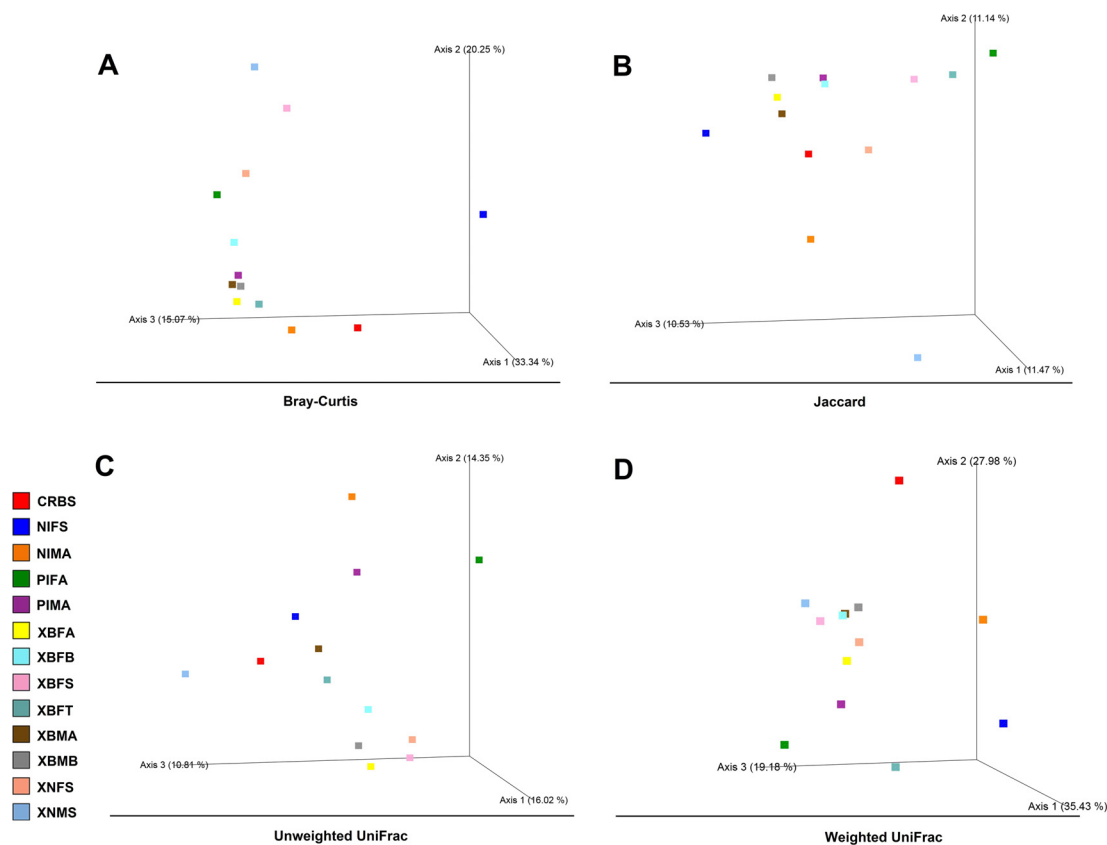 A
Axis 2 (20.25 %)
Axis 3 (15.07 %)
Axis 1 (33.34 %)
Bray-Curtis
B
Axis 2 (11.14 %)
Axis 3 (10.53 %)
Axis 1 (11.47 %)
Jaccard
C
Axis 2 (14.35 %)
Axis 3 (10.81 %)
Axis 1 (16.02 %)
Unweighted UniFrac
D
Axis 2 (27.98 %)
Axis 3 (19.18 %)
Axis 1 (35.43 %)
Weighted UniFrac
CRBS
NIFS
NIMA
PIFA
PIMA
XBFA
XBFB
XBFS
XBFT
XBMA
XBMB
XNFS
XNMS